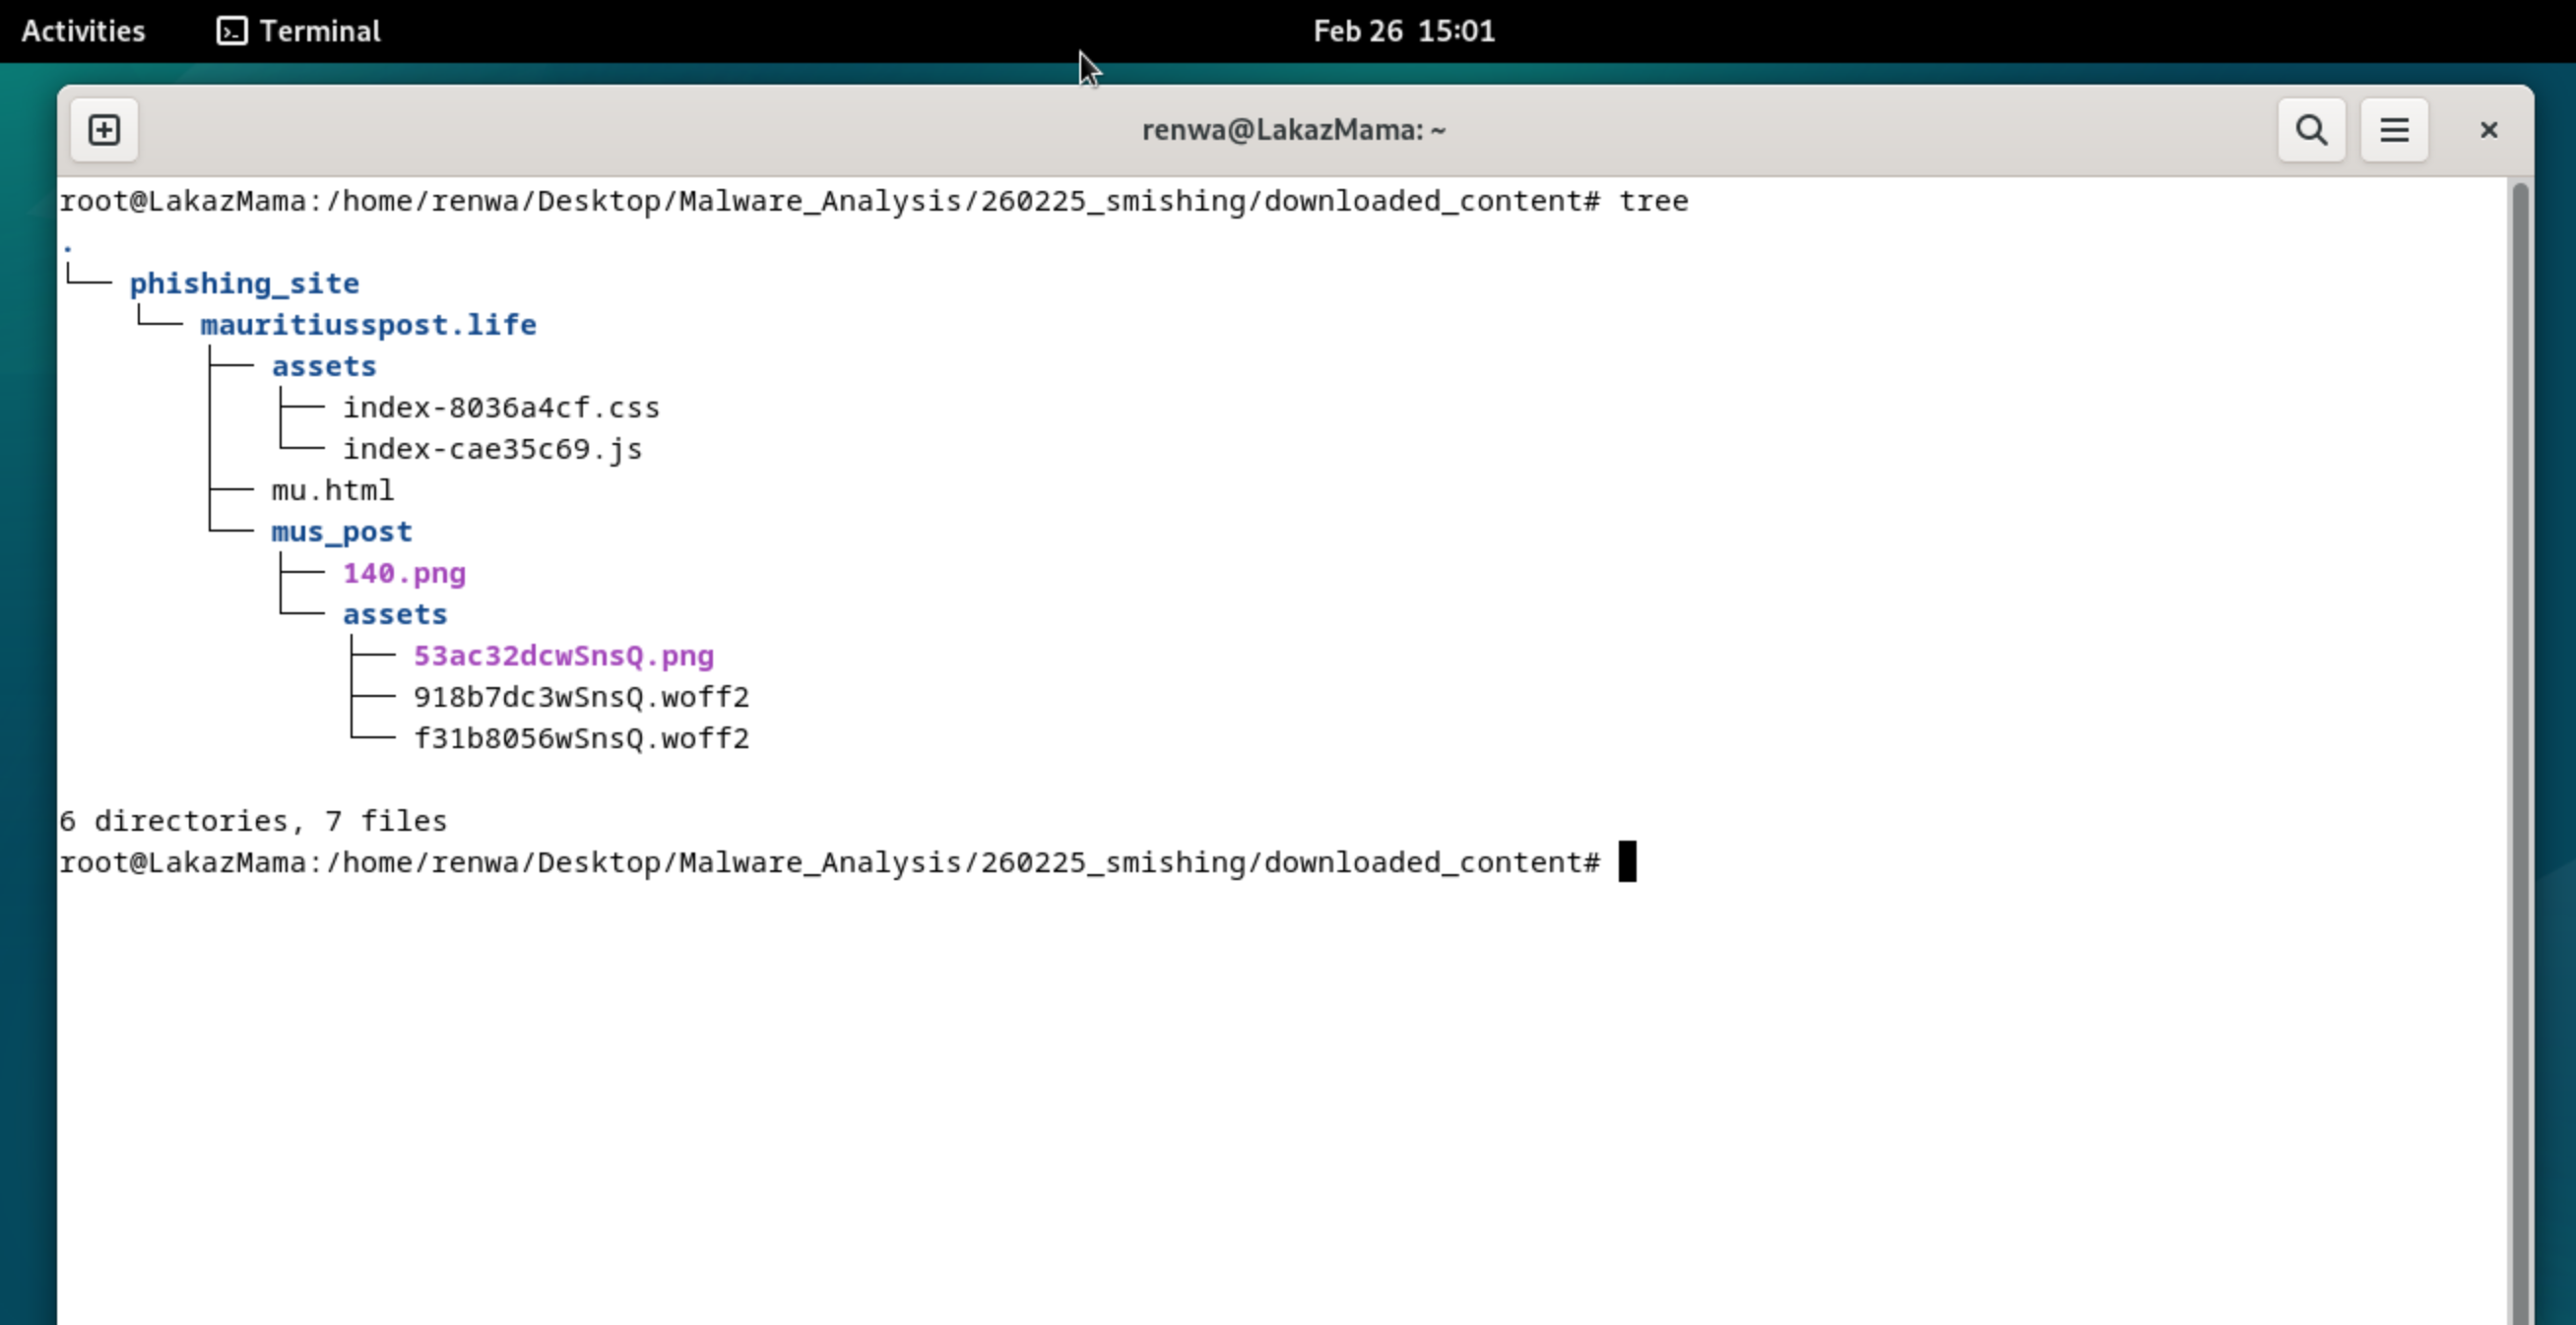 Activities Terminal Feb 26 15:01
renwa@LakazMama: ~
root@LakazMama:/home/renwa/Desktop/Malware_Analysis/260225_smishing/downloaded_content# tree
.
└── phishing_site
    └── mauritiusspost.life
        ├── assets
        │   ├── index-8036a4cf.css
        │   └── index-cae35c69.js
        ├── mu.html
        └── mus_post
            ├── 140.png
            └── assets
                ├── 53ac32dcwSnsQ.png
                ├── 918b7dc3wSnsQ.woff2
                └── f31b8056wSnsQ.woff2
6 directories, 7 files
root@LakazMama:/home/renwa/Desktop/Malware_Analysis/260225_smishing/downloaded_content#